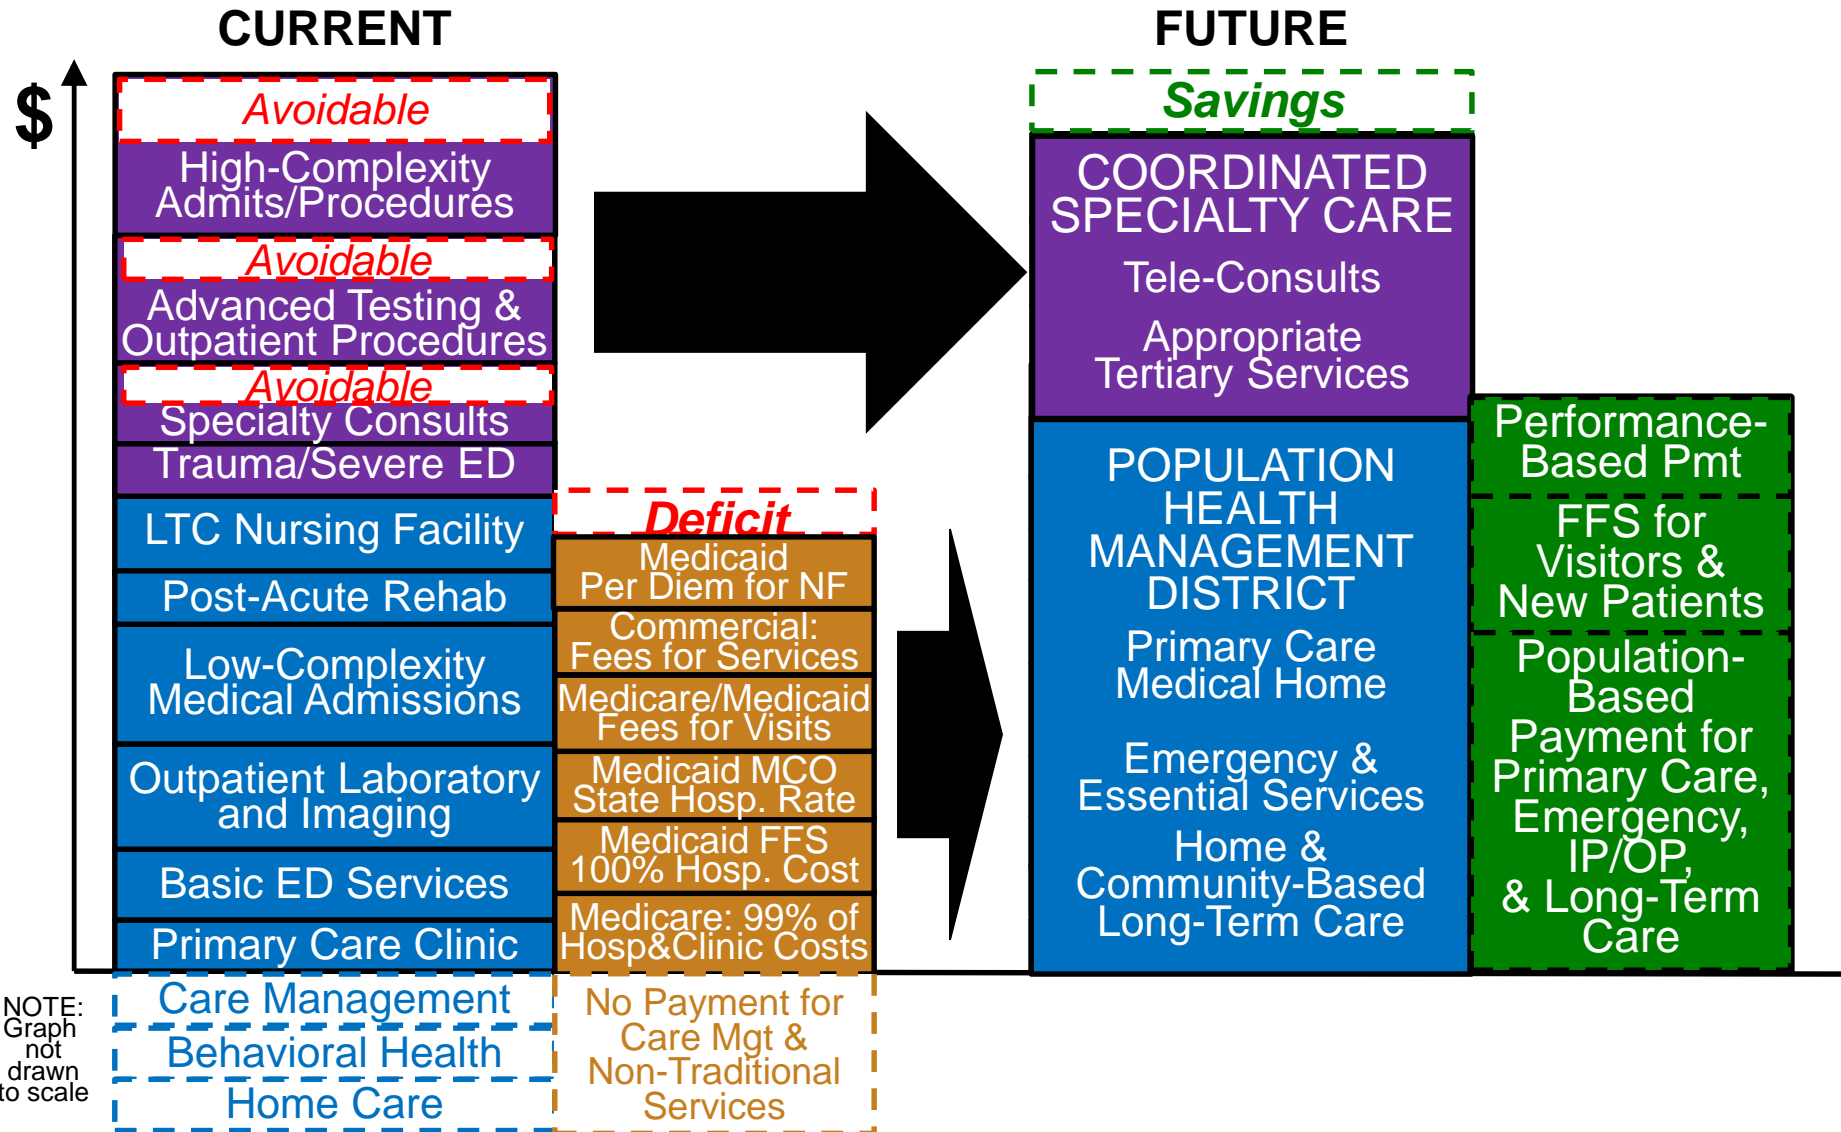 CURRENT
FUTURE
$
Avoidable
High-Complexity
Admits/Procedures
Avoidable
Advanced Testing &
Outpatient Procedures
Avoidable
Specialty Consults
Trauma/Severe ED
LTC Nursing Facility
Post-Acute Rehab
Low-Complexity
Medical Admissions
Outpatient Laboratory
and Imaging
Basic ED Services
Primary Care Clinic
Care Management
Behavioral Health
Home Care
Deficit
Medicaid
Per Diem for NF
Commercial:
Fees for Services
Medicare/Medicaid
Fees for Visits
Medicaid MCO
State Hosp. Rate
Medicaid FFS
100% Hosp. Cost
Medicare: 99% of
Hosp&Clinic Costs
No Payment for
Care Mgt &
Non-Traditional
Services
Savings
COORDINATED
SPECIALTY CARE
Tele-Consults
Appropriate
Tertiary Services
POPULATION
HEALTH
MANAGEMENT
DISTRICT
Primary Care
Medical Home
Emergency &
Essential Services
Home &
Community-Based
Long-Term Care
Performance-
Based Pmt
FFS for
Visitors &
New Patients
Population-
Based
Payment for
Primary Care,
Emergency,
IP/OP,
& Long-Term
Care
NOTE:
Graph
not
drawn
to scale